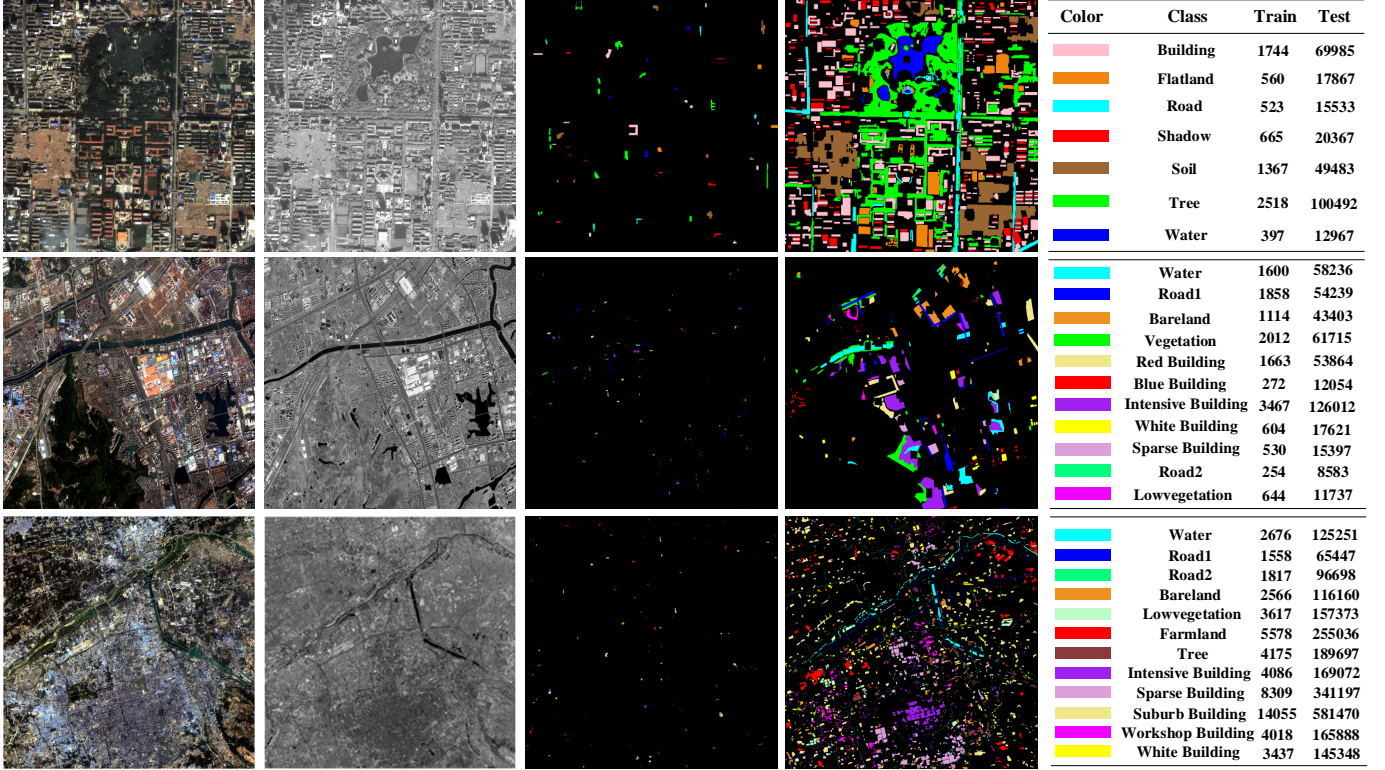 Color Class Train Test
Building 1744 69985
Flatland 560 17867
Road 523 15533
Shadow 665 20367
Soil 1367 49483
Tree 2518 100492
Water 397 12967
Water 1600 58236
Road1 1858 54239
Bareland 1114 43403
Vegetation 2012 61715
Red Building 1663 53864
Blue Building 272 12054
Intensive Building 3467 126012
White Building 604 17621
Sparse Building 530 15397
Road2 254 8583
Lowvegetation 644 11737
Water 2676 125251
Road1 1558 65447
Road2 1817 96698
Bareland 2566 116160
Lowvegetation 3617 157373
Farmland 5578 255036
Tree 4175 189697
Intensive Building 4086 169072
Sparse Building 8309 341197
Suburb Building 14055 581470
Workshop Building 4018 165888
White Building 3437 145348